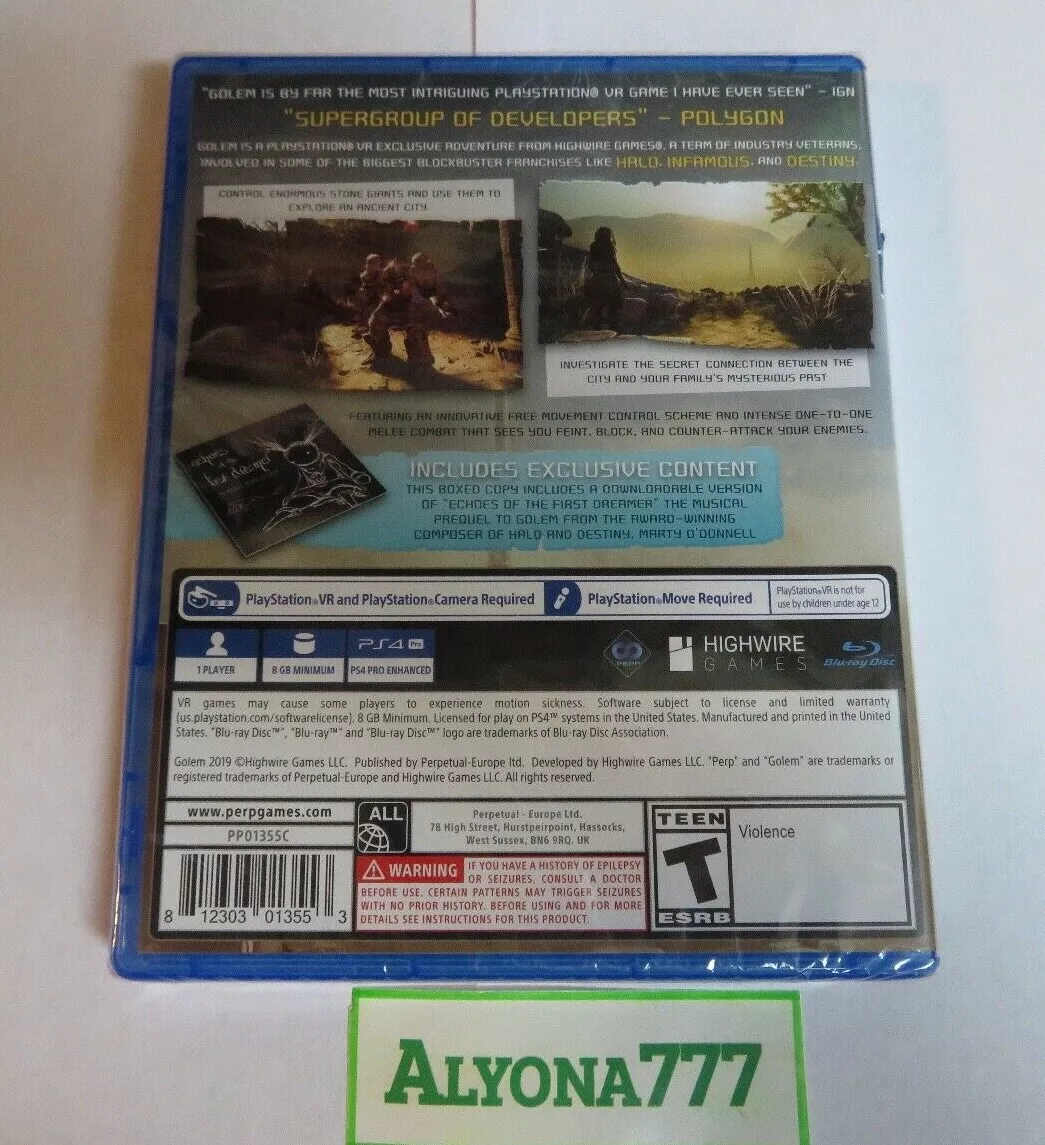 "GOLEM IS BY FAR THE MOST INTRIGUING PLAYSTATION® VR GAME I HAVE EVER SEEN" – IGN
"SUPERGROUP OF DEVELOPERS" – POLYGON
GOLEM IS A PLAYSTATION® VR EXCLUSIVE ADVENTURE FROM HIGHWIRE GAMES®, A TEAM OF INDUSTRY VETERANS,
INVOLVED IN SOME OF THE BIGGEST BLOCKBUSTER FRANCHISES LIKE HALO, INFAMOUS, AND DESTINY.
CONTROL ENORMOUS STONE GIANTS AND USE THEM TO
EXPLORE AN ANCIENT CITY.
INVESTIGATE THE SECRET CONNECTION BETWEEN THE
CITY AND YOUR FAMILY'S MYSTERIOUS PAST
FEATURING AN INNOVATIVE FREE MOVEMENT CONTROL SCHEME AND INTENSE ONE-TO-ONE
MELEE COMBAT THAT SEES YOU FEINT, BLOCK, AND COUNTER-ATTACK YOUR ENEMIES.
echoes
of the
first dreamer
INCLUDES EXCLUSIVE CONTENT
THIS BOXED COPY INCLUDES A DOWNLOADABLE VERSION
OF "ECHOES OF THE FIRST DREAMER" THE MUSICAL
PREQUEL TO GOLEM FROM THE AWARD-WINNING
COMPOSER OF HALO AND DESTINY, MARTY O'DONNELL
PlayStation®VR and PlayStation®Camera Required
PlayStation®Move Required
PlayStation®VR is not for
use by children under age 12
1 PLAYER
8 GB MINIMUM
PS4 Pro
PS4 PRO ENHANCED
PERP
HIGHWIRE
GAMES
Blu-ray Disc
VR games may cause some players to experience motion sickness. Software subject to license and limited warranty
(us.playstation.com/softwarelicense). 8 GB Minimum. Licensed for play on PS4™ systems in the United States. Manufactured and printed in the United
States. "Blu-ray Disc™", "Blu-ray™" and "Blu-ray Disc™" logo are trademarks of Blu-ray Disc Association.
Golem 2019 ©Highwire Games LLC. Published by Perpetual-Europe ltd. Developed by Highwire Games LLC. "Perp" and "Golem" are trademarks or
registered trademarks of Perpetual-Europe and Highwire Games LLC. All rights reserved.
www.perpgames.com
PP01355C
8 12303 01355 3
ALL
Perpetual - Europe Ltd.
78 High Street, Hurstpierpoint, Hassocks,
West Sussex, BN6 9RQ. UK
WARNING IF YOU HAVE A HISTORY OF EPILEPSY
OR SEIZURES, CONSULT A DOCTOR
BEFORE USE. CERTAIN PATTERNS MAY TRIGGER SEIZURES
WITH NO PRIOR HISTORY. BEFORE USING AND FOR MORE
DETAILS SEE INSTRUCTIONS FOR THIS PRODUCT.
TEEN
T
ESRB
Violence
ALYONA777